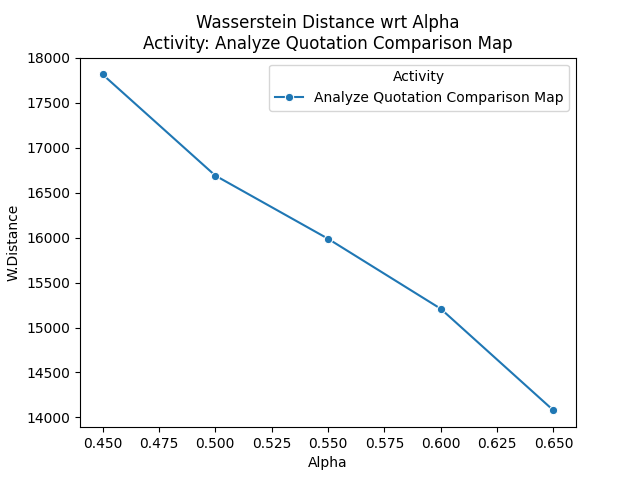 Wasserstein Distance wrt Alpha
Activity: Analyze Quotation Comparison Map
Activity
Analyze Quotation Comparison Map
W.Distance
18000
17500
17000
16500
16000
15500
15000
14500
14000
0.450 0.475 0.500 0.525 0.550 0.575 0.600 0.625 0.650
Alpha